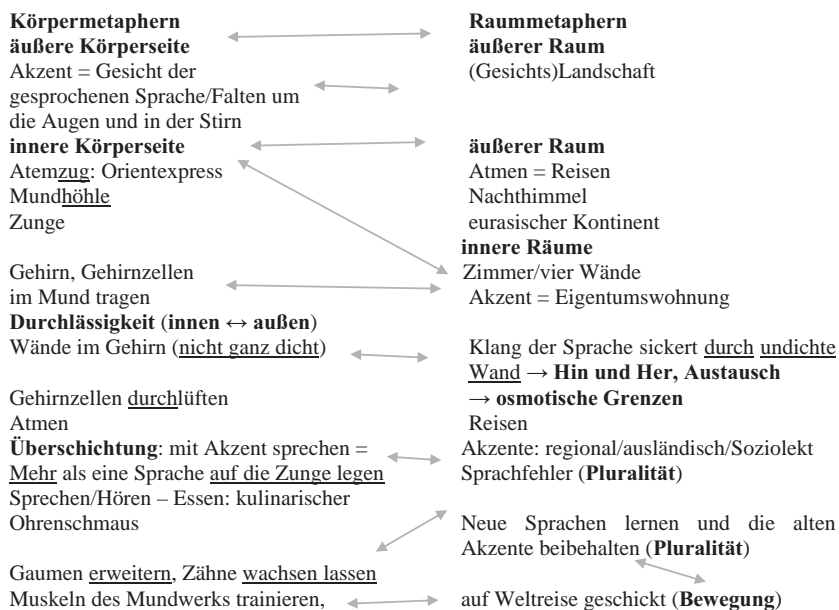 Körpermetaphern
äußere Körperseite
Akzent = Gesicht der
gesprochenen Sprache/Falten um
die Augen und in der Stirn
innere Körperseite
Atemzug: Orientexpress
Mundhöhle
Zunge
Gehirn, Gehirnzellen
im Mund tragen
Durchlässigkeit (innen ↔ außen)
Wände im Gehirn (nicht ganz dicht)
Gehirnzellen durchlüften
Atmen
Überschichtung: mit Akzent sprechen =
Mehr als eine Sprache auf die Zunge legen
Sprechen/Hören – Essen: kulinarischer
Ohrenschmaus
Gaumen erweitern, Zähne wachsen lassen
Muskeln des Mundwerks trainieren,
Raummetaphern
äußerer Raum
(Gesichts)Landschaft
äußerer Raum
Atmen = Reisen
Nachthimmel
eurasischer Kontinent
innere Räume
Zimmer/vier Wände
Akzent = Eigentumswohnung
Klang der Sprache sickert durch undichte
Wand → Hin und Her, Austausch
→ osmotische Grenzen
Reisen
Akzente: regional/ausländisch/Soziolekt
Sprachfehler (Pluralität)
Neue Sprachen lernen und die alten
Akzente beibehalten (Pluralität)
auf Weltreise geschickt (Bewegung)